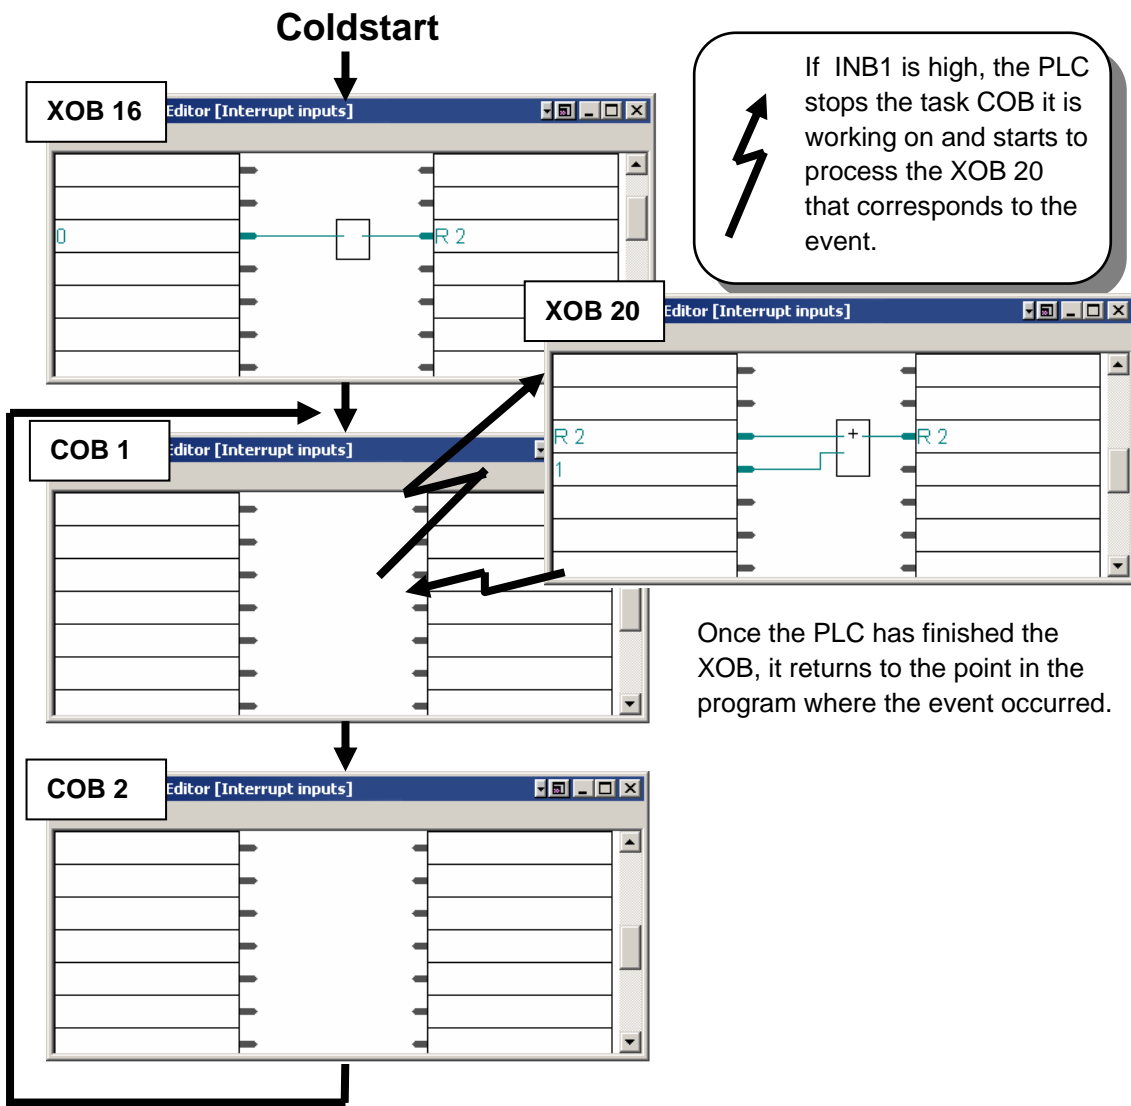 Coldstart
If INB1 is high, the PLC
stops the task COB it is
working on and starts to
process the XOB 20
that corresponds to the
event.
XOB 16
Editor [Interrupt inputs]
0
R 2
XOB 20
Editor [Interrupt inputs]
R 2
1
+
R 2
COB 1
Editor [Interrupt inputs]
Once the PLC has finished the
XOB, it returns to the point in the
program where the event occurred.
COB 2
Editor [Interrupt inputs]